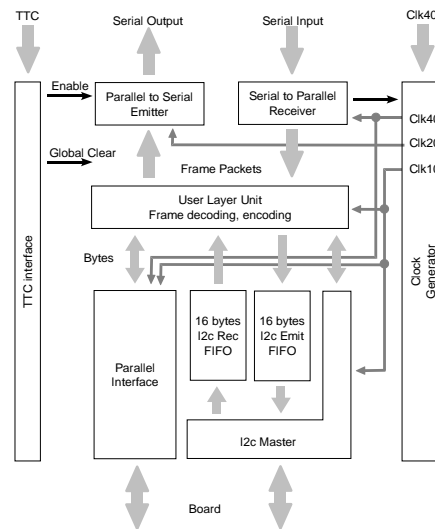 TTC
Serial Output
Serial Input
Clk40
Enable
Parallel to Serial
Emitter
Serial to Parallel
Receiver
Clk40
Clk20
Global Clear
Frame Packets
Clk10
User Layer Unit
Frame decoding, encoding
TTC interface
Bytes
Clock
Generator
16 bytes
I2c Rec
FIFO
16 bytes
I2c Emit
FIFO
Parallel
Interface
I2c Master
Board